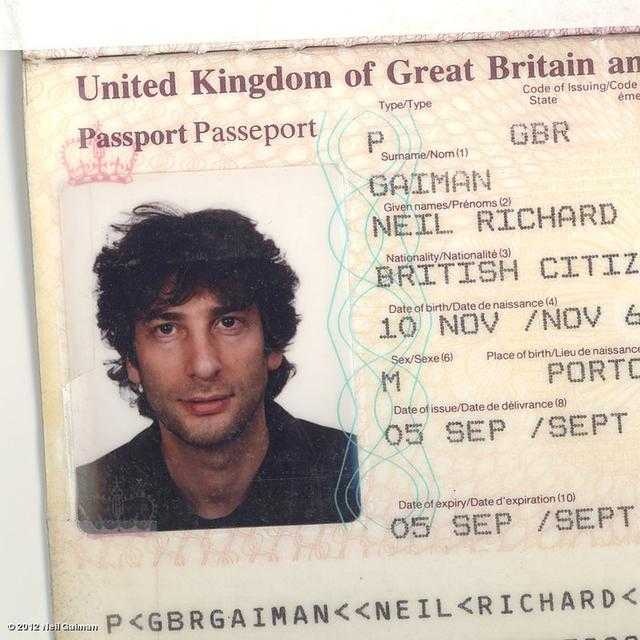 United Kingdom of Great Britain an
Code of Issuing/Code
Type/Type State éme
Passport Passeport
P GBR
Surname/Nom (1)
GAIMAN
Given names/Prénoms (2)
NEIL RICHARD
Nationality/Nationalité (3)
BRITISH CITIZ
Date of birth/Date de naissance (4)
10 NOV /NOV 6
Sex/Sexe (6) Place of birth/Lieu de naissance
M PORTC
Date of issue/Date de délivrance (8)
05 SEP /SEPT
Date of expiry/Date d'expiration (10)
05 SEP /SEPT
© 2012 Neil Gaiman
P<GBRGAIMAN<<NEIL<RICHARD<